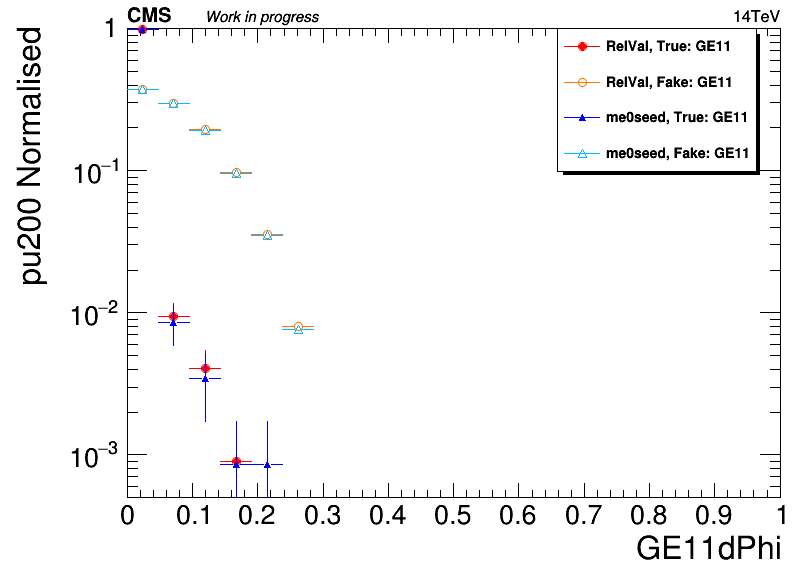 CMS Work in progress 14TeV
pu200 Normalised
1
10⁻¹
10⁻²
10⁻³
RelVal, True: GE11
RelVal, Fake: GE11
me0seed, True: GE11
me0seed, Fake: GE11
0 0.1 0.2 0.3 0.4 0.5 0.6 0.7 0.8 0.9 1
GE11dPhi